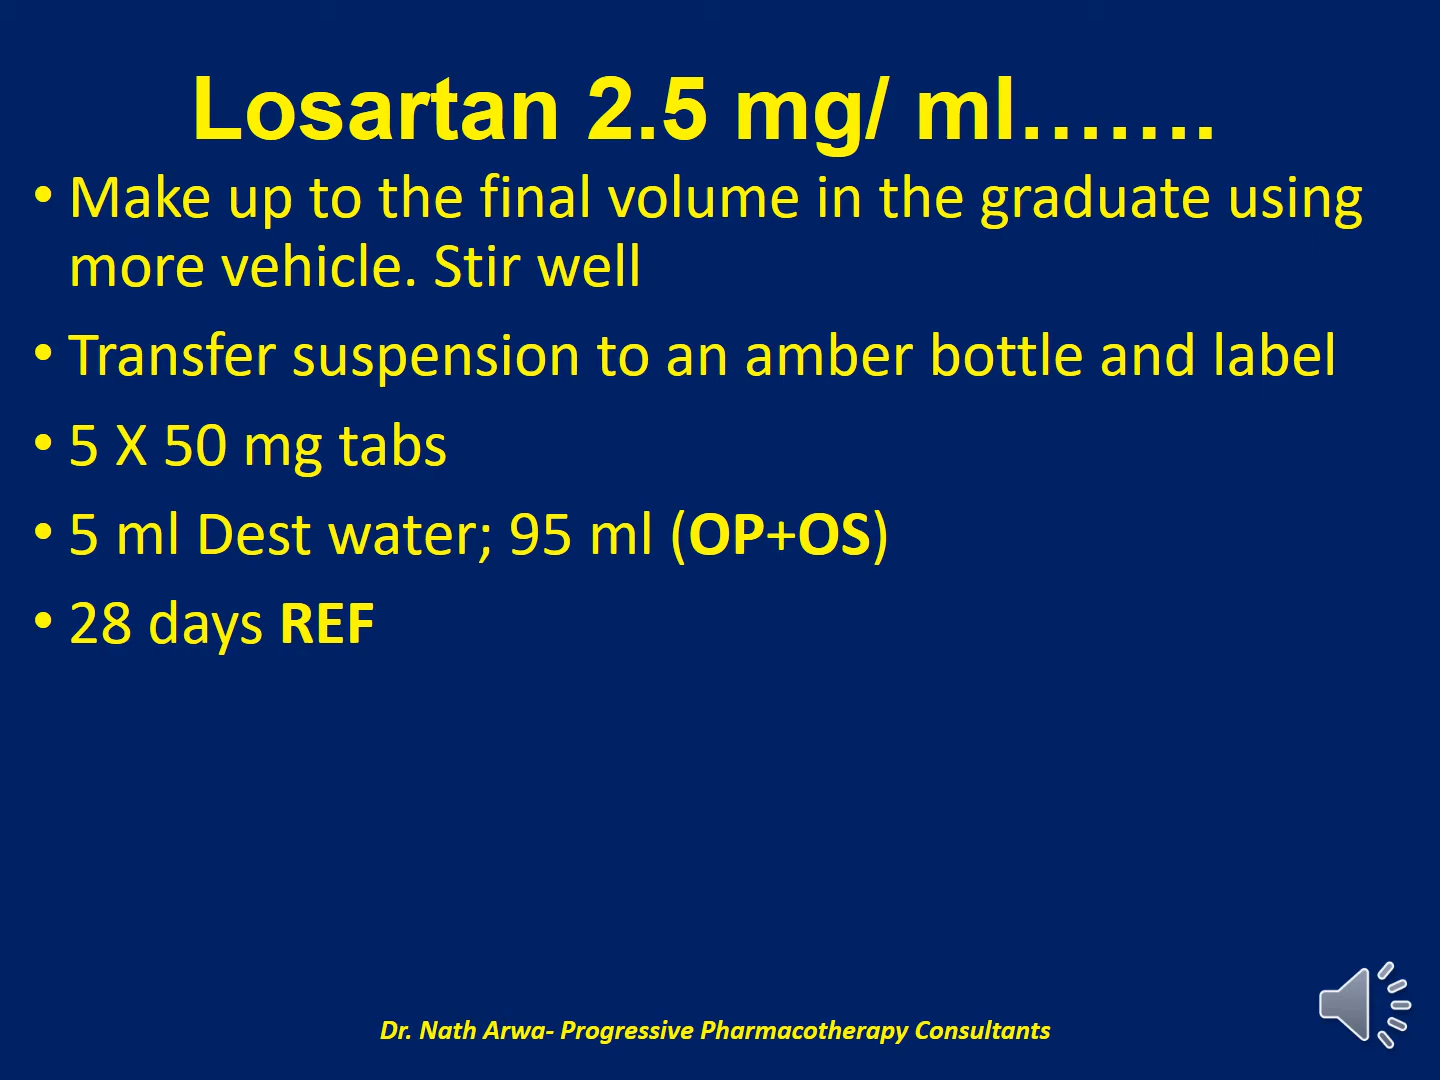 Losartan 2.5 mg/ ml…….
• Make up to the final volume in the graduate using
more vehicle. Stir well
• Transfer suspension to an amber bottle and label
• 5 X 50 mg tabs
• 5 ml Dest water; 95 ml (OP+OS)
• 28 days REF
Dr. Nath Arwa- Progressive Pharmacotherapy Consultants